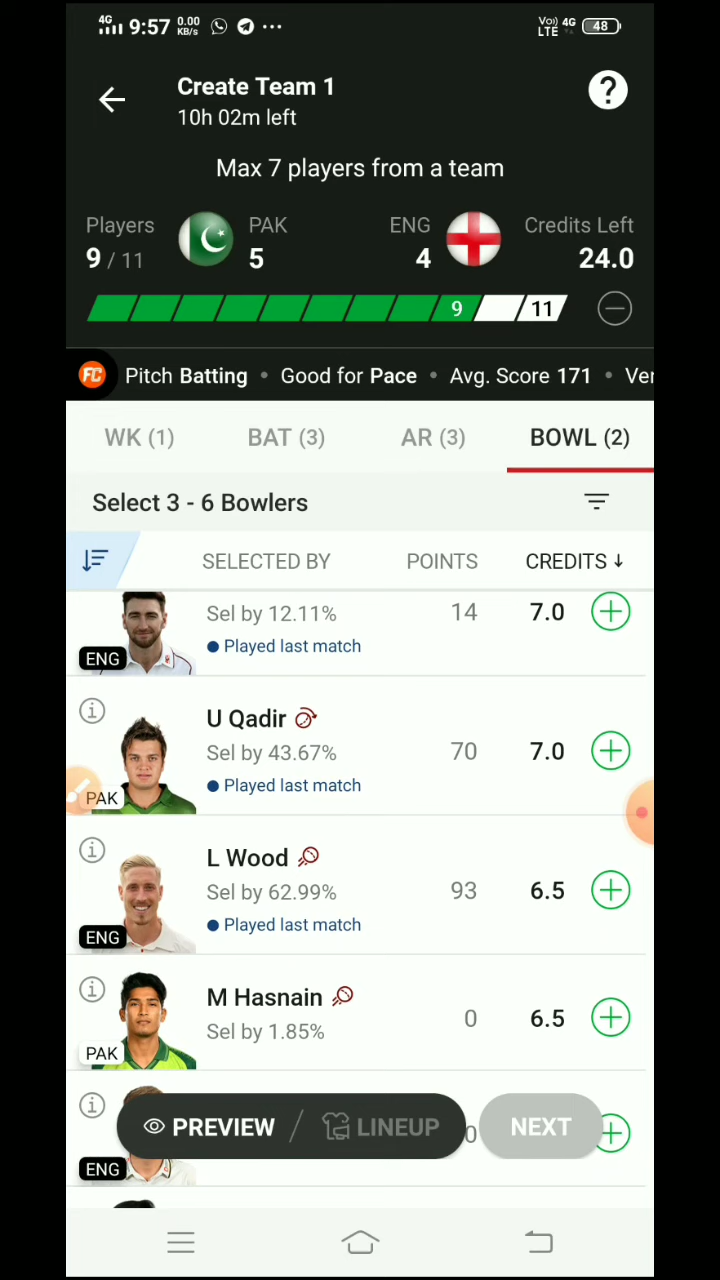 4G 9:57 0.00 KB/s ... Vo)) LTE 4G 48
Create Team 1
10h 02m left
?
Max 7 players from a team
Players PAK ENG Credits Left
9 / 11 5 4 24.0
9 11
FC Pitch Batting • Good for Pace • Avg. Score 171 • Ver
WK (1) BAT (3) AR (3) BOWL (2)
Select 3 - 6 Bowlers
SELECTED BY POINTS CREDITS ↓
Sel by 12.11% 14 7.0
Played last match
ENG
U Qadir
Sel by 43.67% 70 7.0
Played last match
PAK
L Wood
Sel by 62.99% 93 6.5
Played last match
ENG
M Hasnain
Sel by 1.85% 0 6.5
PAK
PREVIEW / LINEUP 0 NEXT
ENG